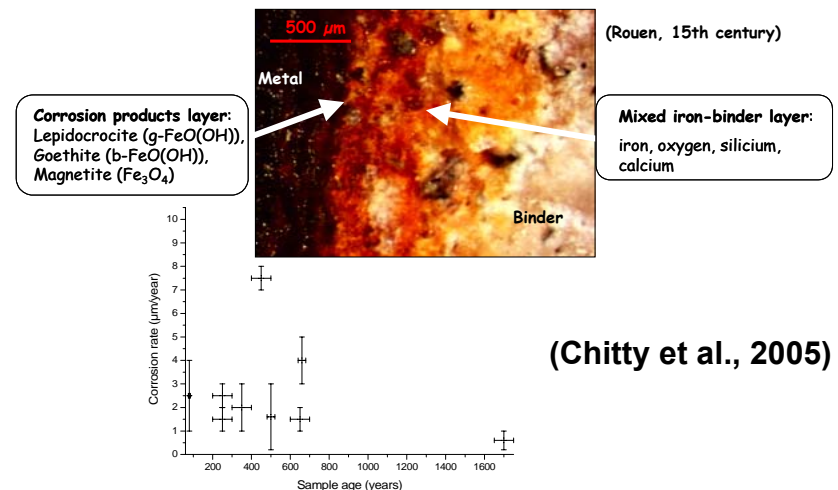 500 µm
(Rouen, 15th century)
Metal
Corrosion products layer:
Lepidocrocite (g-FeO(OH)),
Goethite (b-FeO(OH)),
Magnetite (Fe₃O₄)
Mixed iron-binder layer:
iron, oxygen, silicium,
calcium
Binder
10
9
8
7
6
5
4
3
2
1
0
Corrosion rate (µm/year)
200 400 600 800 1000 1200 1400 1600
Sample age (years)
(Chitty et al., 2005)